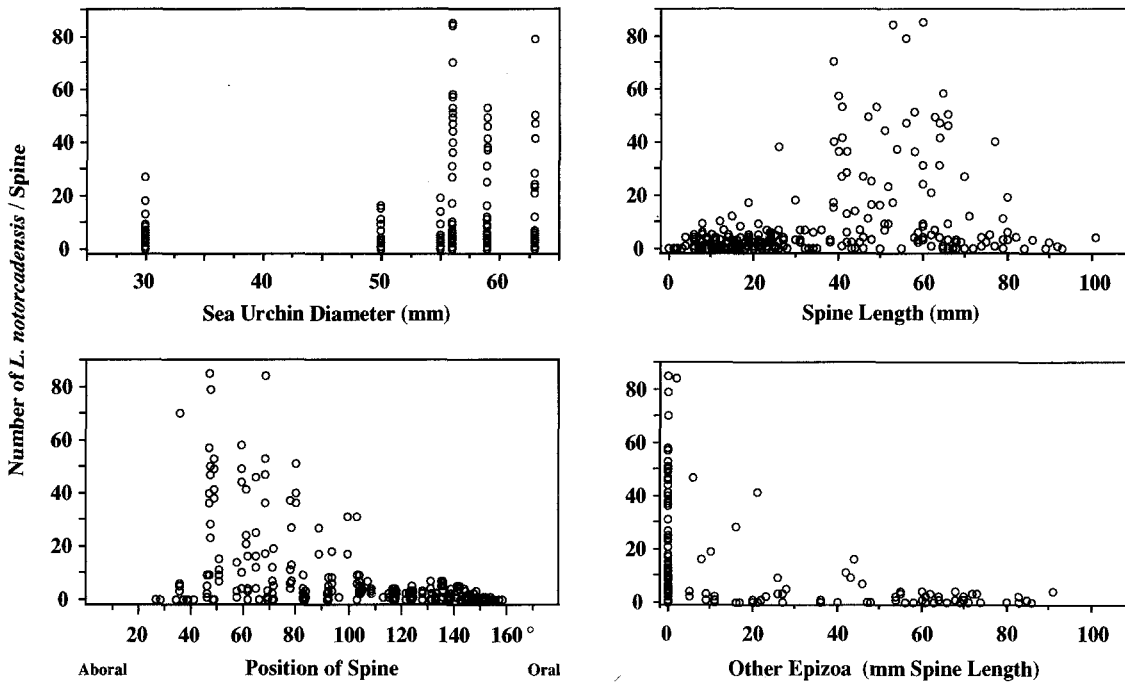 Number of L. notorcadensis / Spine
80
60
40
20
0
30 40 50 60
Sea Urchin Diameter (mm)
80
60
40
20
0
0 20 40 60 80 100
Spine Length (mm)
80
60
40
20
0
20 40 60 80 100 120 140 160 °
Aboral Position of Spine Oral
80
60
40
20
0
0 20 40 60 80 100
Other Epizoa (mm Spine Length)